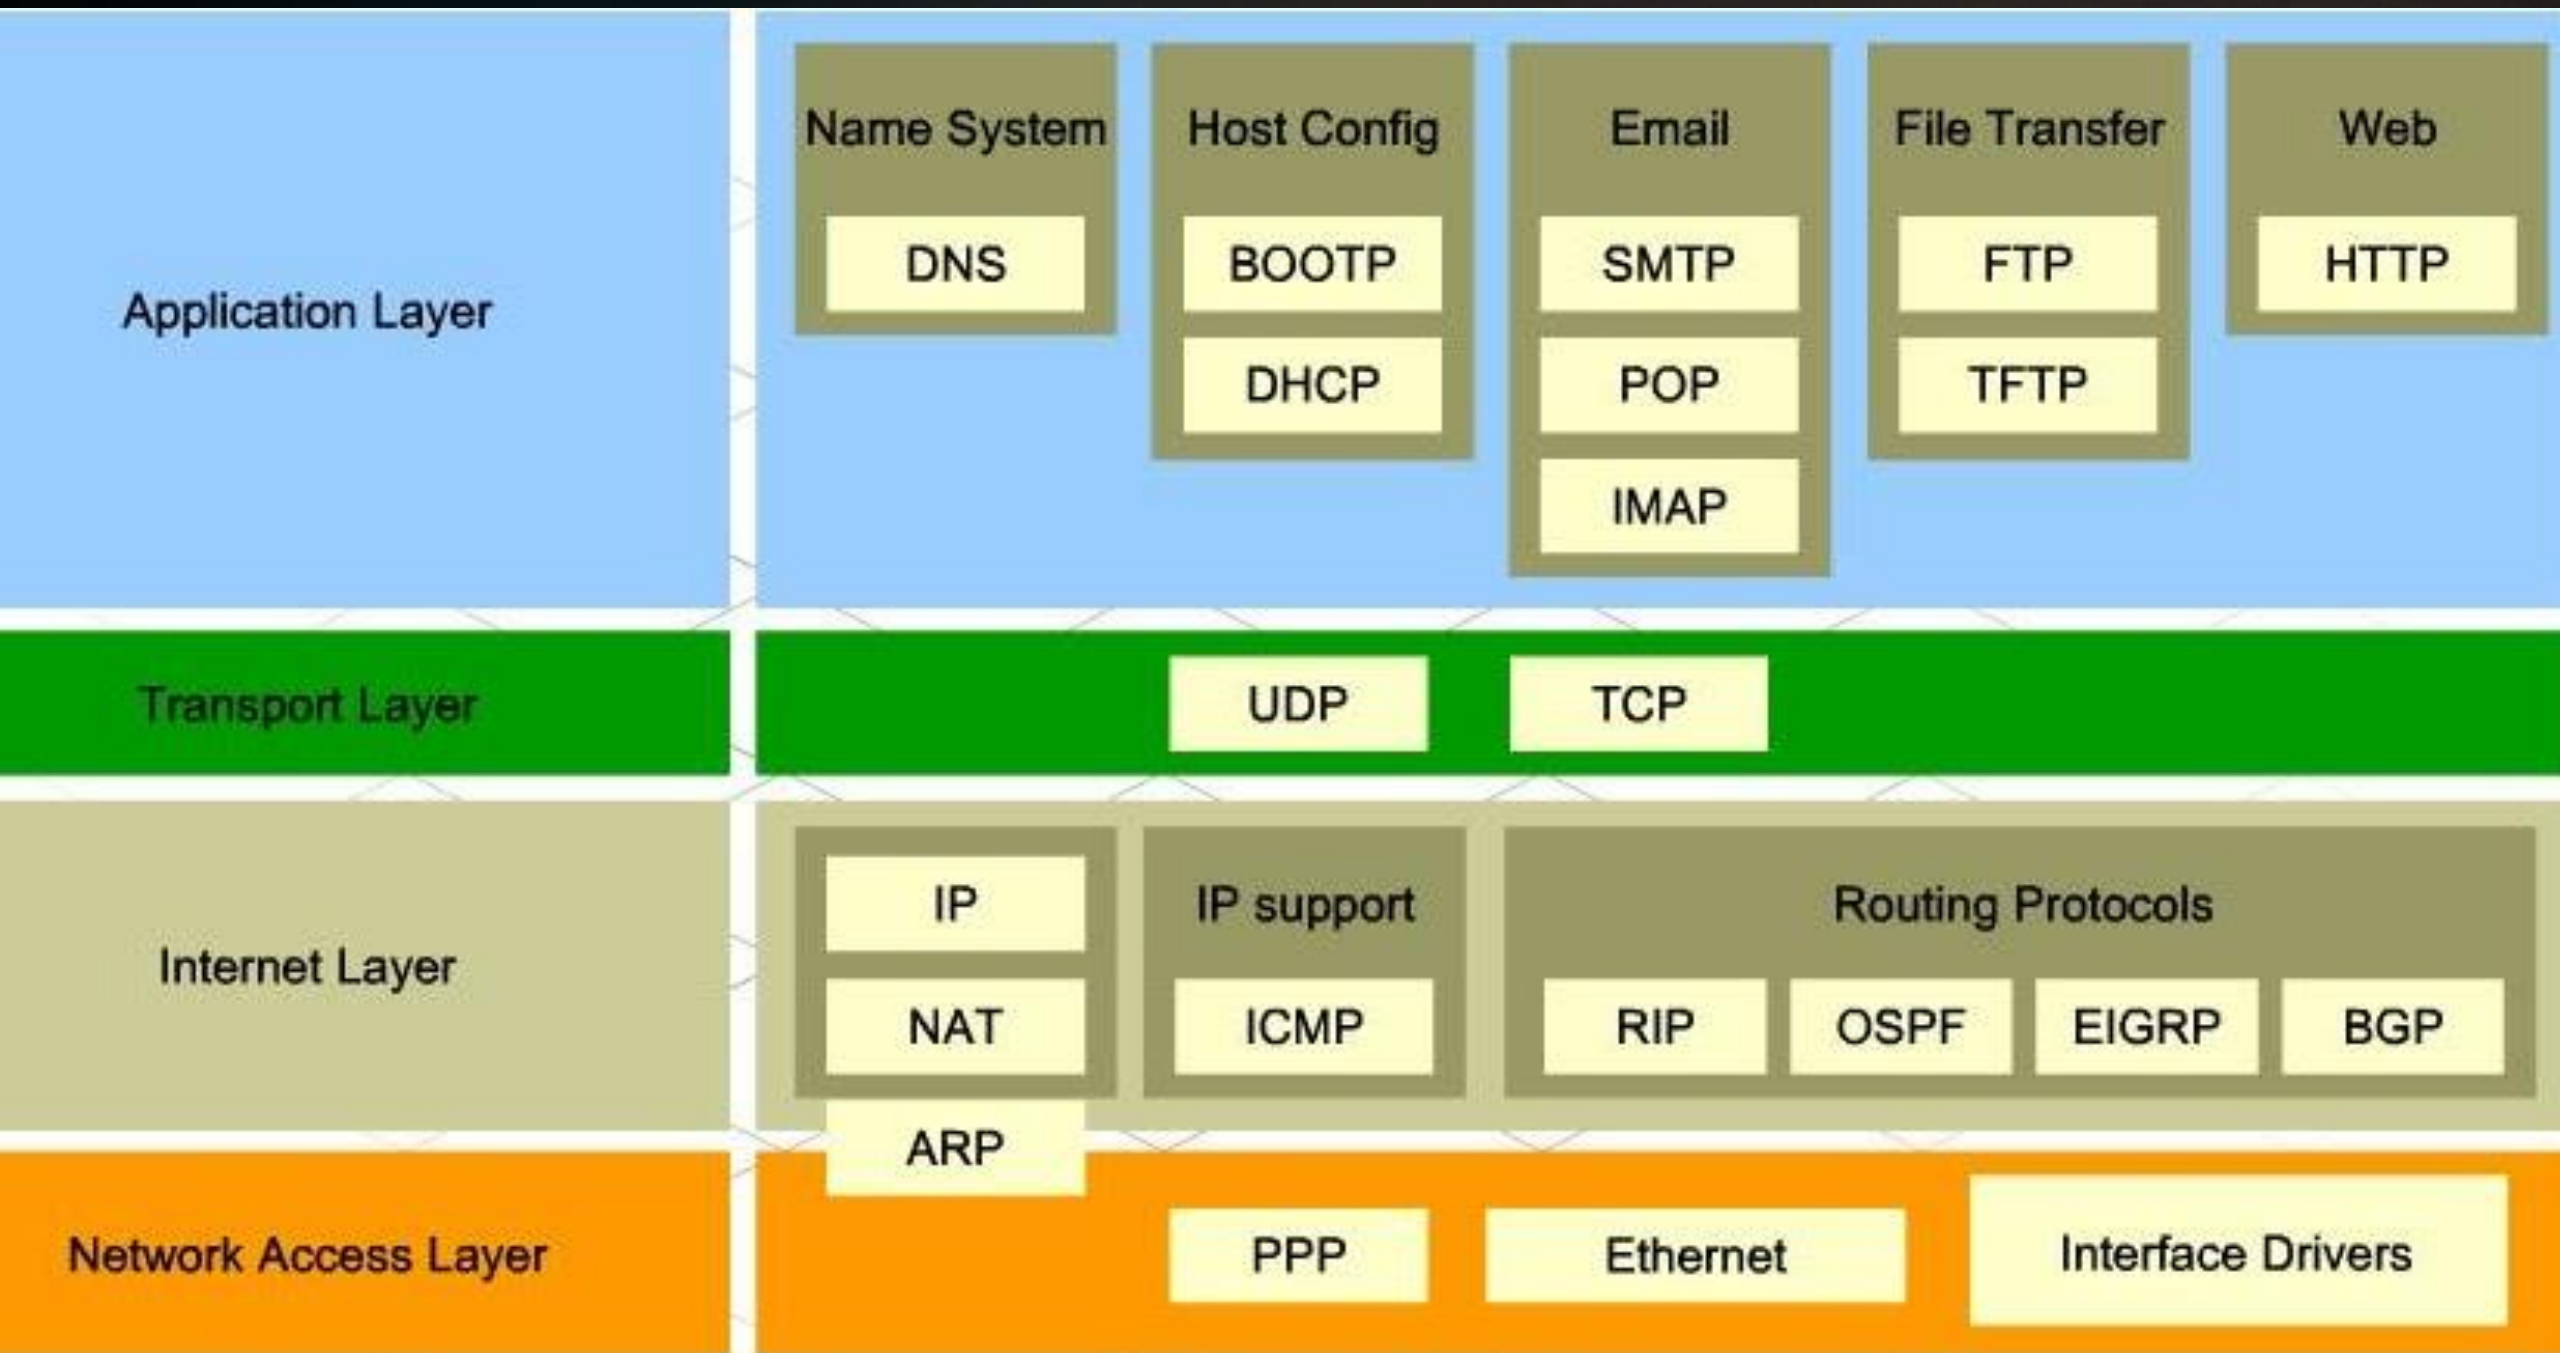 Application Layer
Name System
DNS
Host Config
BOOTP
DHCP
Email
SMTP
POP
IMAP
File Transfer
FTP
TFTP
Web
HTTP
Transport Layer
UDP
TCP
Internet Layer
IP
NAT
ARP
IP support
ICMP
Routing Protocols
RIP
OSPF
EIGRP
BGP
Network Access Layer
PPP
Ethernet
Interface Drivers